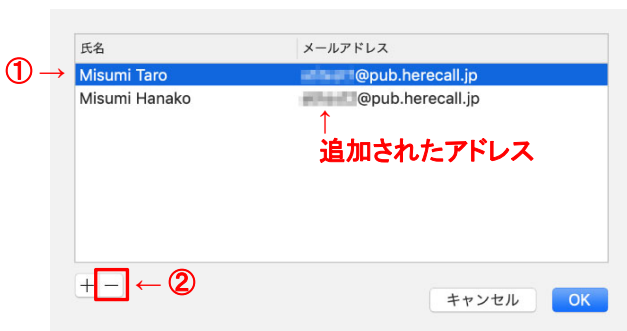 氏名 メールアドレス
① → Misumi Taro @pub.herecall.jp
Misumi Hanako @pub.herecall.jp
↑
追加されたアドレス
+ − ← ②
キャンセル OK